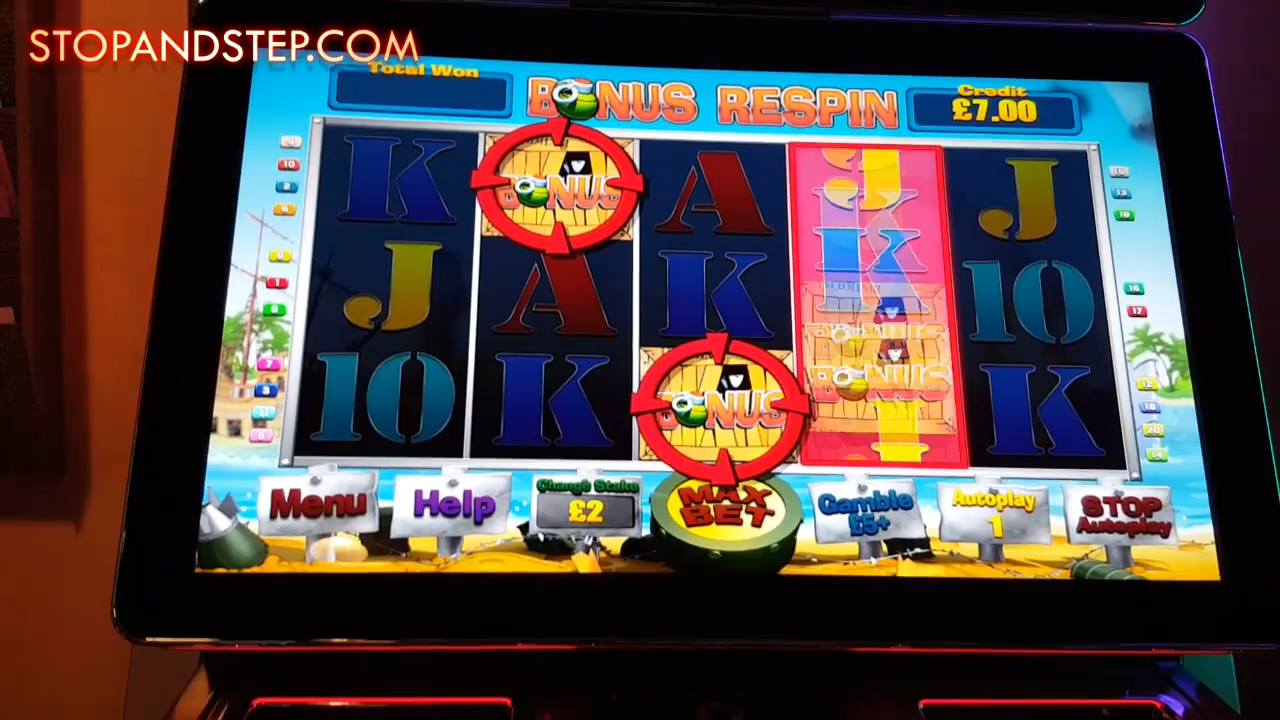 STOPANDSTEP.COM
Total Won
BONUS RESPIN
Credit
£7.00
K
BONUS
A
J
K
J
J
A
K
BONUS
10
10
K
BONUS
K
Menu
Help
Change Stake
£2
MAX
BET
Gamble
£5+
Autoplay
1
STOP
Autoplay